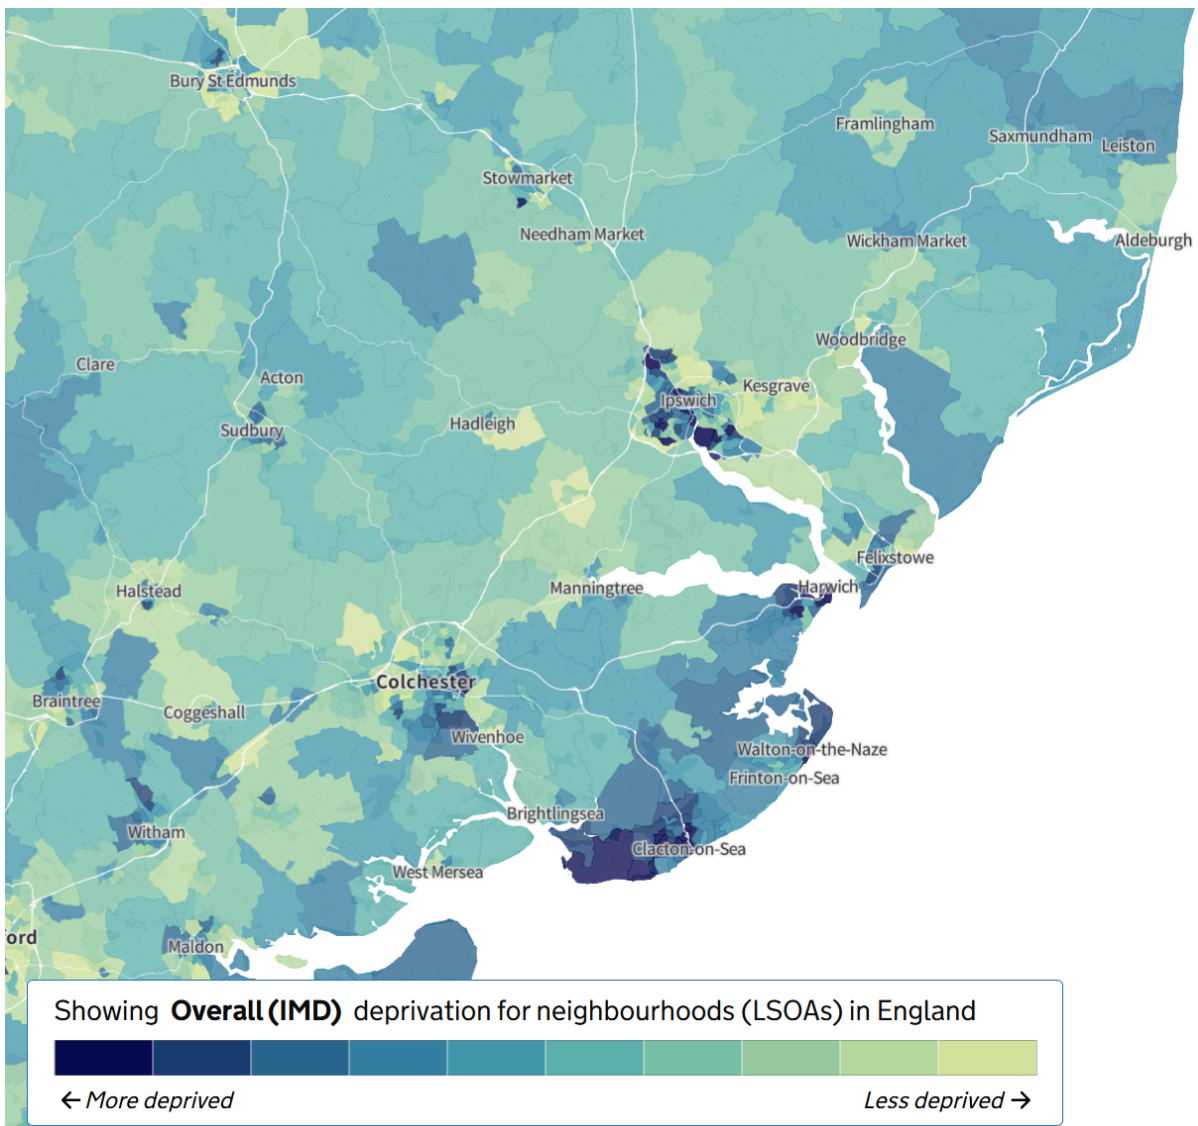 Bury St Edmunds
Framlingham
Saxmundham
Leiston
Stowmarket
Needham Market
Wickham Market
Aldeburgh
Woodbridge
Clare
Acton
Kesgrave
Ipswich
Sudbury
Hadleigh
Felixstowe
Halstead
Manningtree
Harwich
Colchester
Braintree
Coggeshall
Wivenhoe
Walton-on-the-Naze
Frinton-on-Sea
Brightlingsea
Witham
Clacton-on-Sea
West Mersea
ford
Maldon
Showing Overall (IMD) deprivation for neighbourhoods (LSOAs) in England
← More deprived
Less deprived →